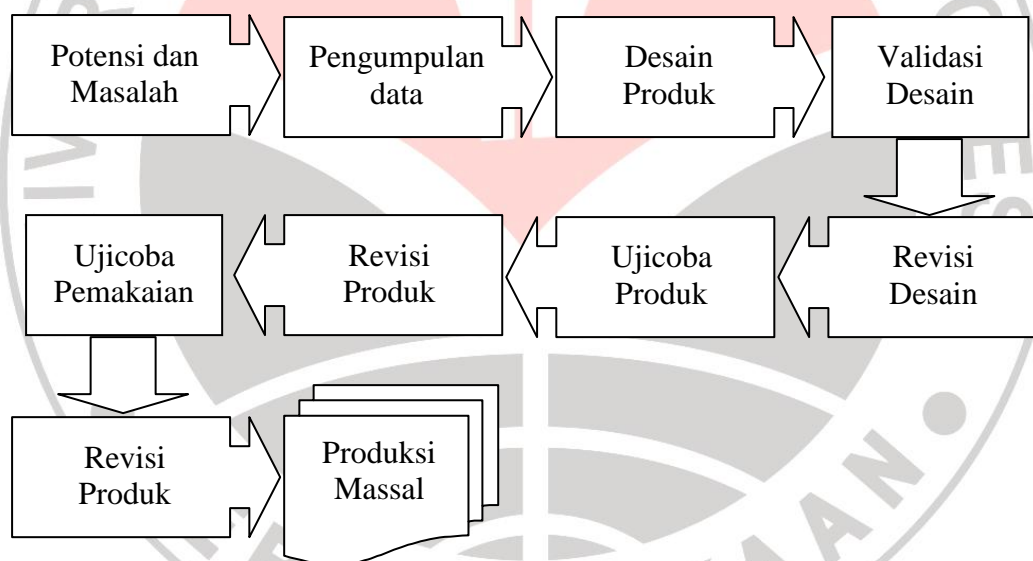 Potensi dan
Masalah
Pengumpulan
data
Desain
Produk
Validasi
Desain
Revisi
Desain
Ujicoba
Produk
Revisi
Produk
Ujicoba
Pemakaian
Revisi
Produk
Produksi
Massal